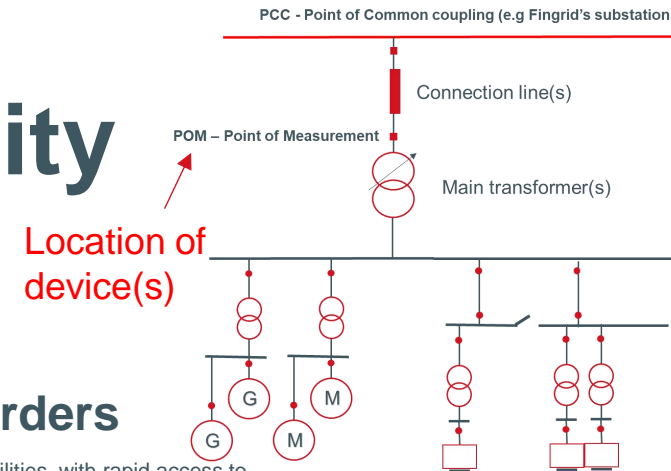 PCC - Point of Common coupling (e.g Fingrid's substation
Connection line(s)
ity
POM – Point of Measurement
Main transformer(s)
Location of
device(s)
G
M
rders
G
M
ilities, with rapid access to